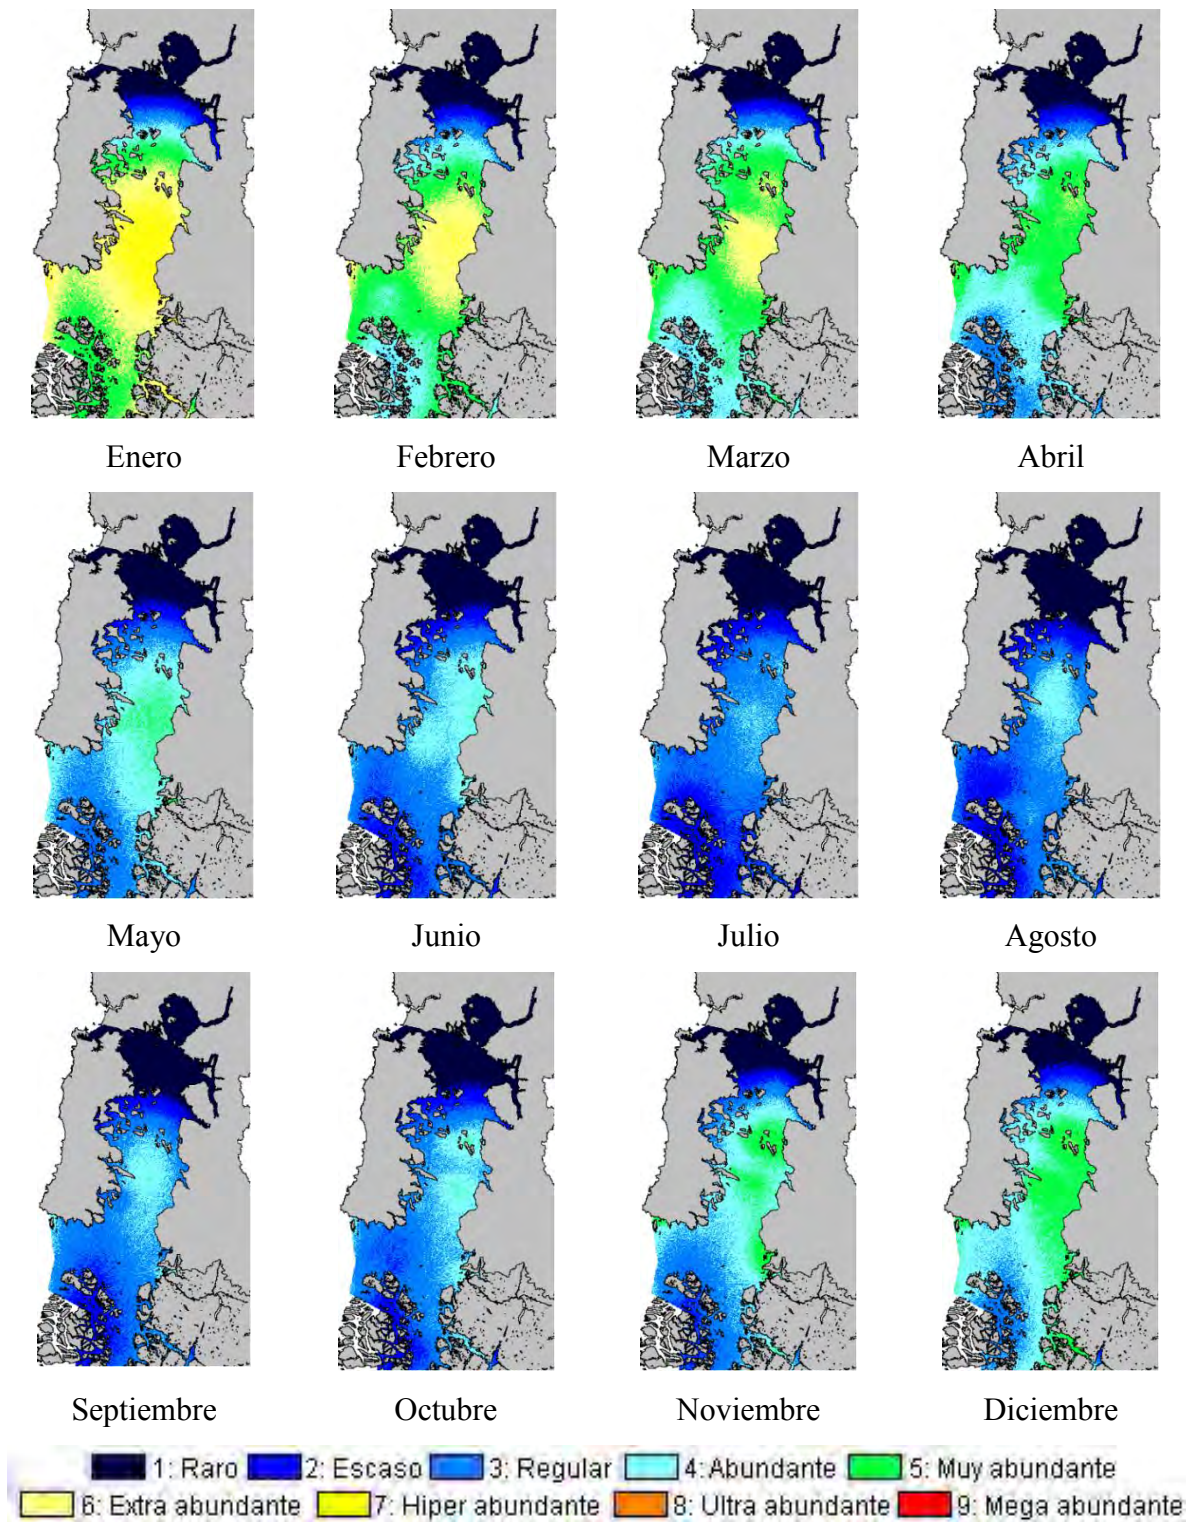 Enero Febrero Marzo Abril
Mayo Junio Julio Agosto
Septiembre Octubre Noviembre Diciembre
1: Raro 2: Escaso 3: Regular 4: Abundante 5: Muy abundante
6: Extra abundante 7: Hiper abundante 8: Ultra abundante 9: Mega abundante